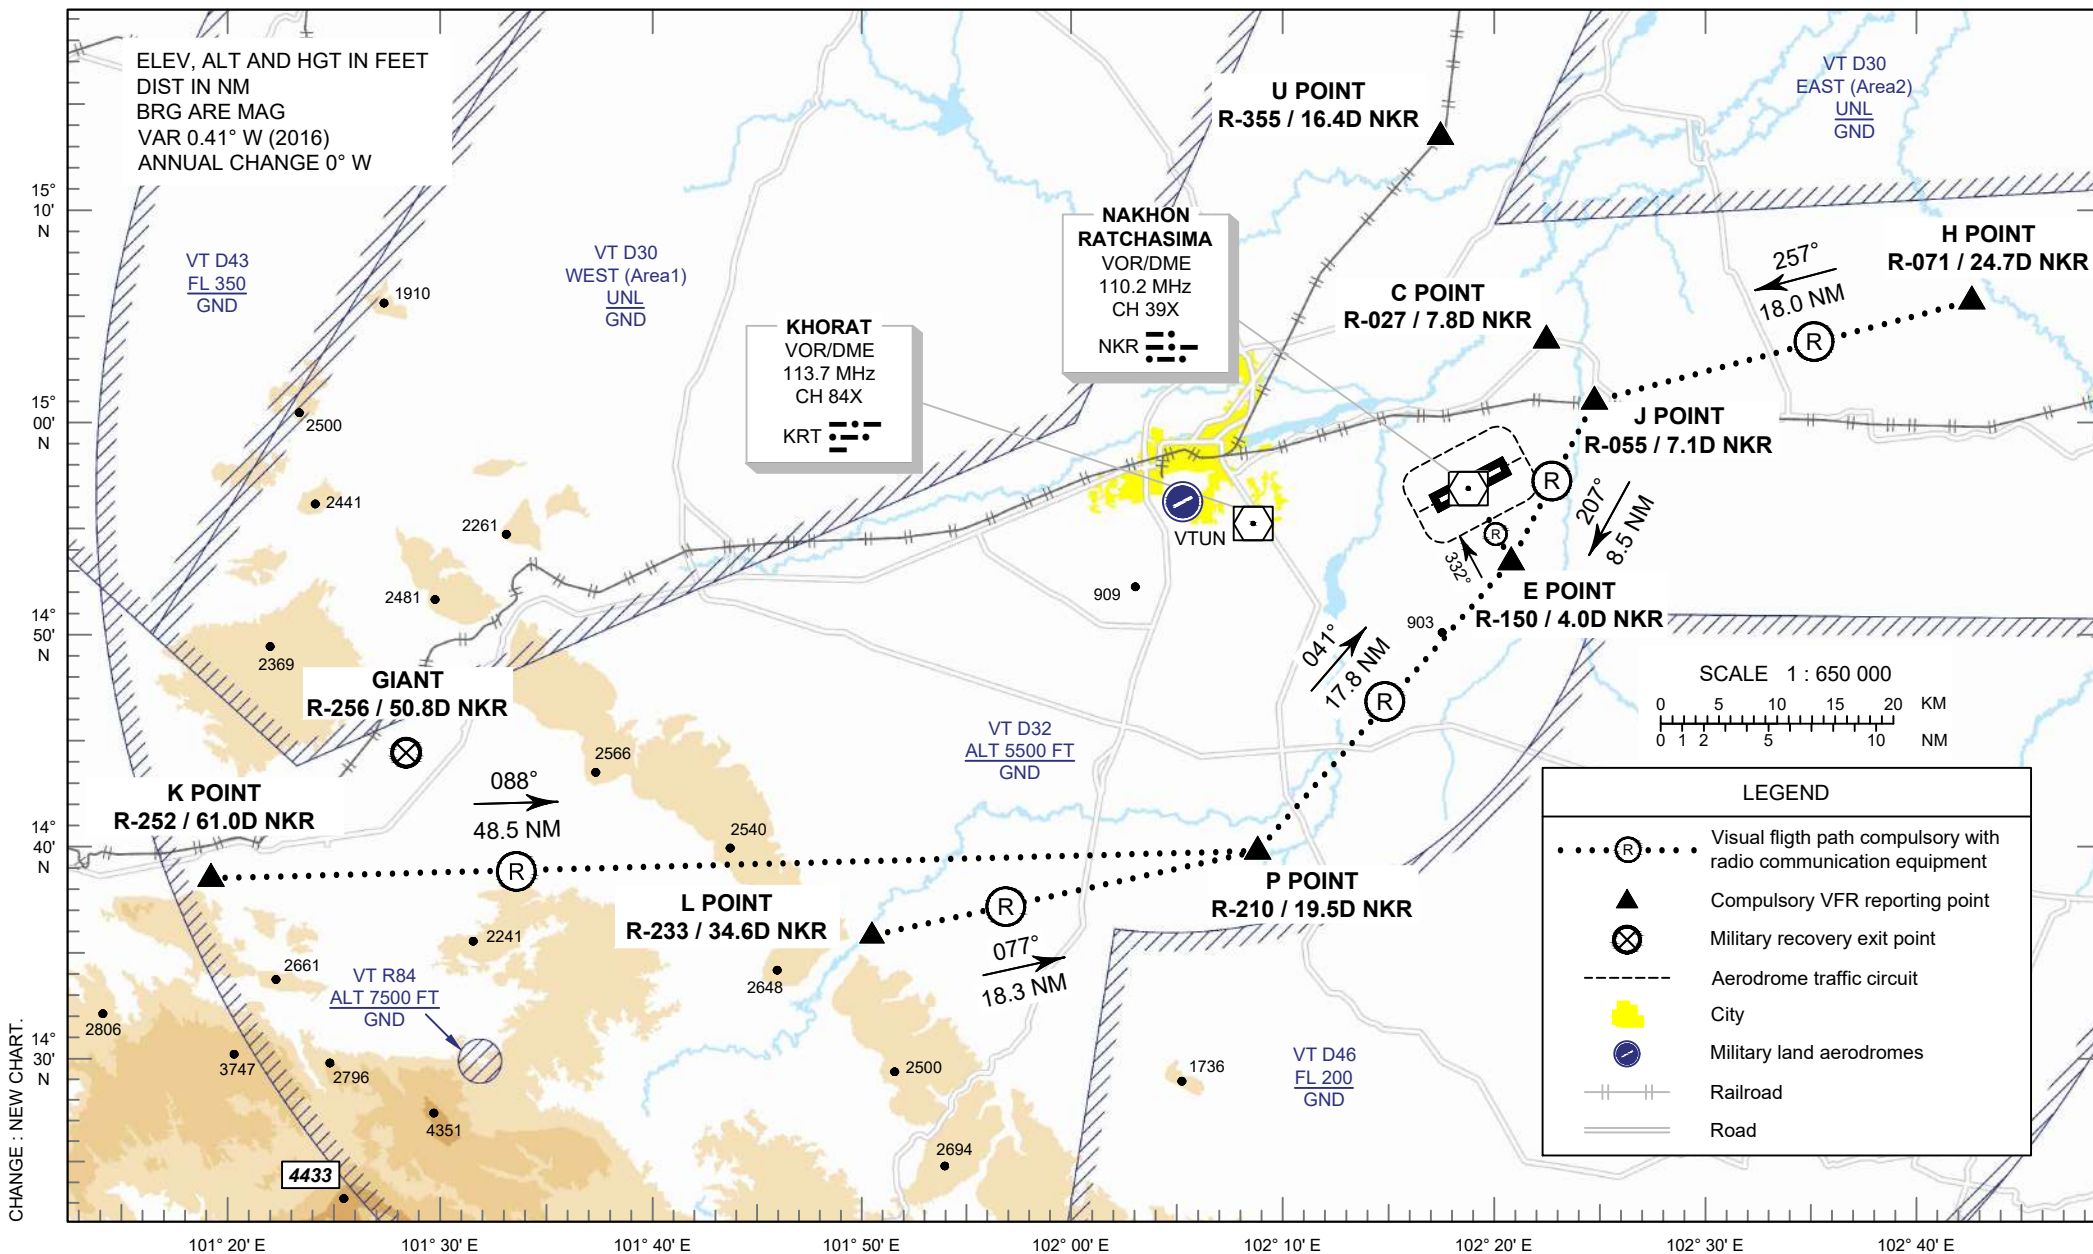 ELEV, ALT AND HGT IN FEET
DIST IN NM
BRG ARE MAG
VAR 0.41° W (2016)
ANNUAL CHANGE 0° W
U POINT
R-355 / 16.4D NKR
VT D30
EAST (Area2)
UNL
GND
15°
10'
N
VT D43
FL 350
GND
VT D30
WEST (Area1)
UNL
GND
NAKHON
RATCHASIMA
VOR/DME
110.2 MHz
CH 39X
NKR
H POINT
R-071 / 24.7D NKR
257°
18.0 NM
C POINT
R-027 / 7.8D NKR
R
1910
KHORAT
VOR/DME
113.7 MHz
CH 84X
KRT
15°
00'
N
2500
J POINT
R-055 / 7.1D NKR
2441
2261
R
207°
8.5 NM
VTUN
R
332°
2481
909
E POINT
R-150 / 4.0D NKR
14°
50'
N
2369
903
041°
17.8 NM
R
GIANT
R-256 / 50.8D NKR
SCALE 1 : 650 000
0 5 10 15 20 KM
0 1 2 5 10 NM
VT D32
ALT 5500 FT
GND
2566
088°
48.5 NM
K POINT
R-252 / 61.0D NKR
14°
40'
N
2540
R
L POINT
R-233 / 34.6D NKR
P POINT
R-210 / 19.5D NKR
R
077°
18.3 NM
2241
2661
2648
VT R84
ALT 7500 FT
GND
2806
14°
30'
N
3747
2796
4351
2500
1736
VT D46
FL 200
GND
2694
4433
LEGEND
R
Visual fligth path compulsory with
radio communication equipment
Compulsory VFR reporting point
Military recovery exit point
Aerodrome traffic circuit
City
Military land aerodromes
Railroad
Road
CHANGE : NEW CHART.
101° 20' E
101° 30' E
101° 40' E
101° 50' E
102° 00' E
102° 10' E
102° 20' E
102° 30' E
102° 40' E